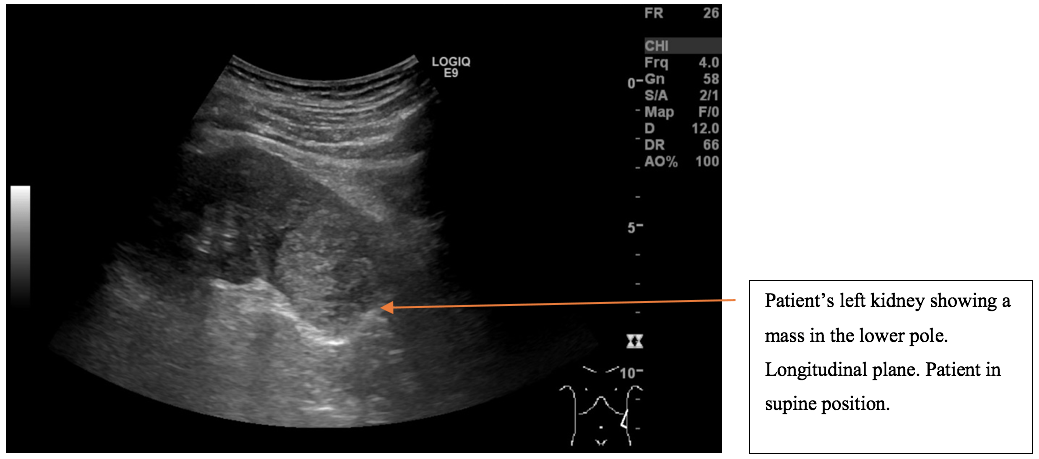 FR 26
CHI
Frq 4.0
Gn 58
S/A 2/1
Map F/0
D 12.0
DR 66
AO% 100
LOGIQ
E9
0
5
10
Patient's left kidney showing a
mass in the lower pole.
Longitudinal plane. Patient in
supine position.